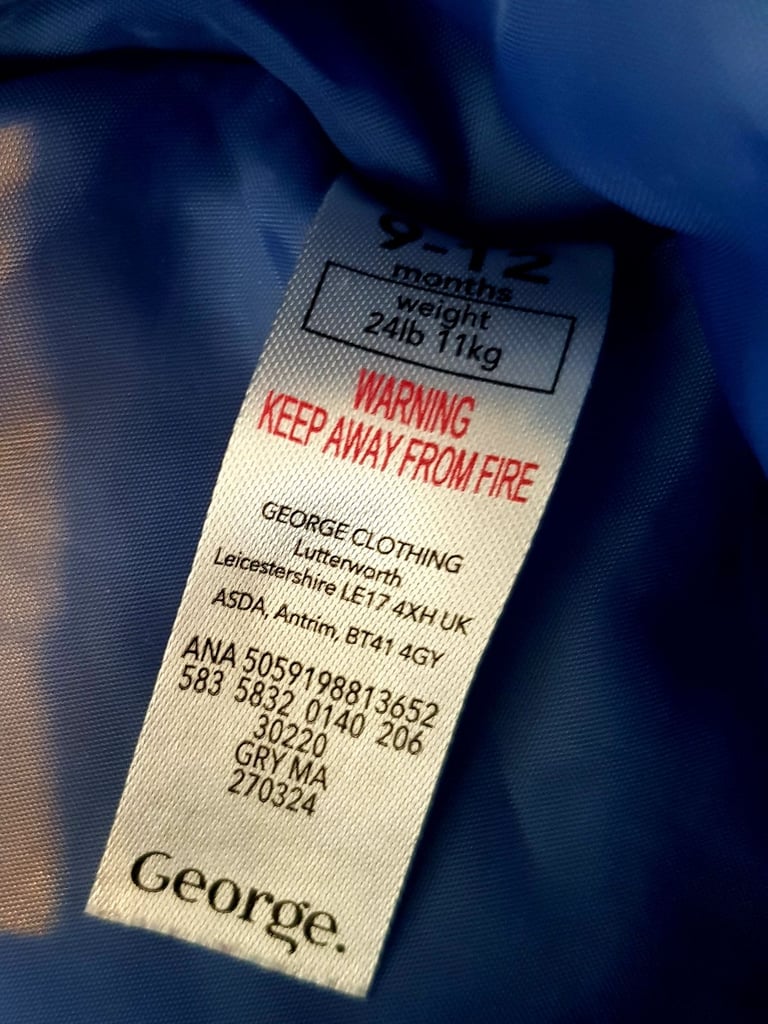 9-12
months
weight
24lb 11kg
WARNING
KEEP AWAY FROM FIRE
GEORGE CLOTHING
Lutterworth
Leicestershire LE17 4XH UK
ASDA, Antrim, BT41 4GY
ANA 5059198813652
583 5832 0140 206
30220
GRY MA
270324
George.